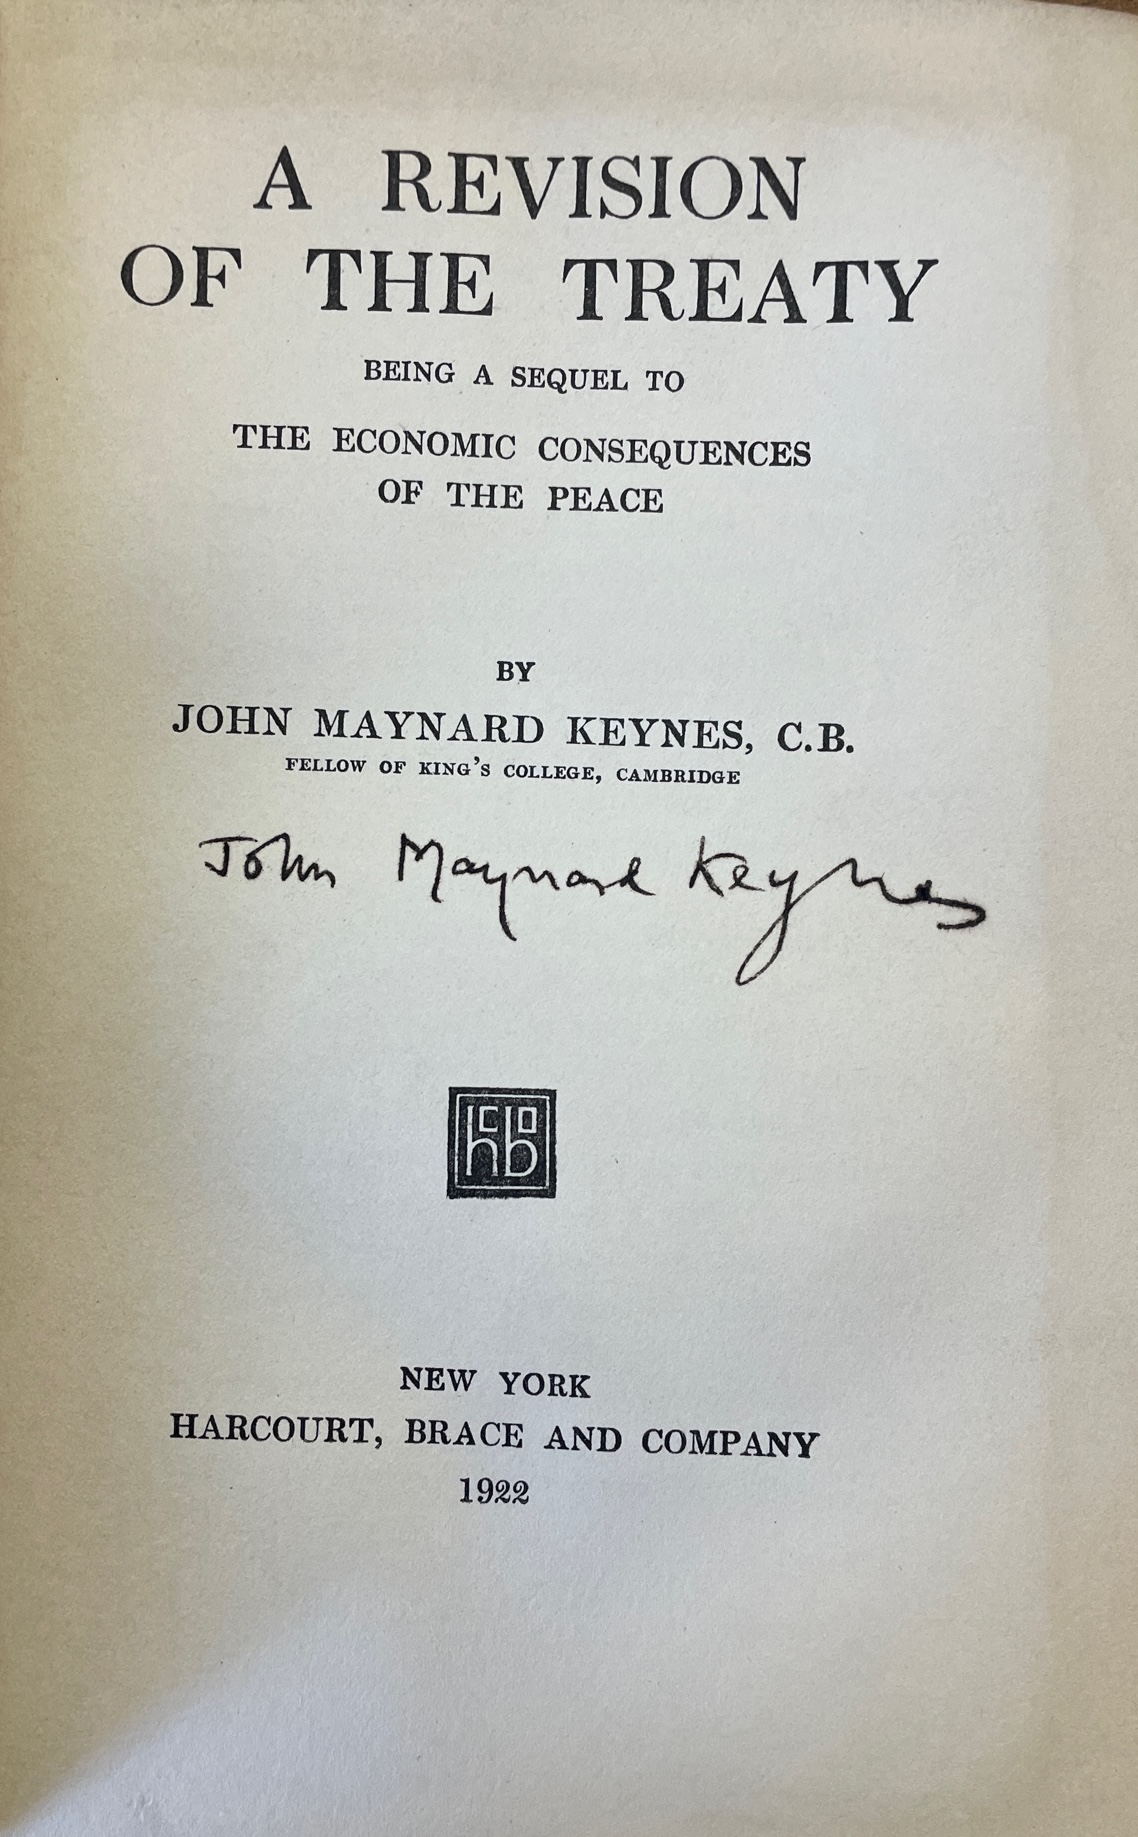 A REVISION
OF THE TREATY
BEING A SEQUEL TO
THE ECONOMIC CONSEQUENCES
OF THE PEACE
BY
JOHN MAYNARD KEYNES, C.B.
FELLOW OF KING'S COLLEGE, CAMBRIDGE
John Maynard Keynes
hcbo
NEW YORK
HARCOURT, BRACE AND COMPANY
1922